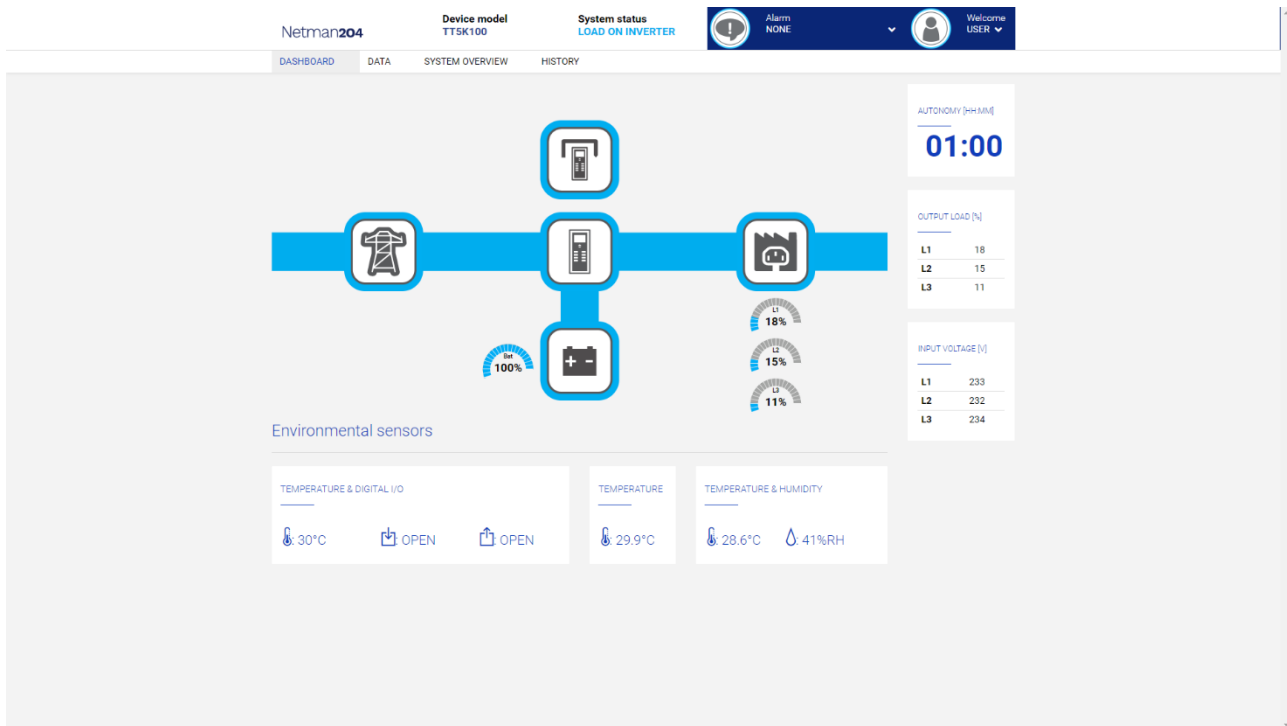 Netman204
Device model
TT5K100
System status
LOAD ON INVERTER
Alarm
NONE
Welcome
USER
DASHBOARD DATA SYSTEM OVERVIEW HISTORY
AUTONOMY [HH:MM]
01:00
OUTPUT LOAD [%]
L1 18
L2 15
L3 11
INPUT VOLTAGE [V]
L1 233
L2 232
L3 234
L1
18%
L2
15%
L3
11%
Bat
100%
Environmental sensors
TEMPERATURE & DIGITAL I/O
: 30°C : OPEN : OPEN
TEMPERATURE
: 29.9°C
TEMPERATURE & HUMIDITY
: 28.6°C : 41%RH